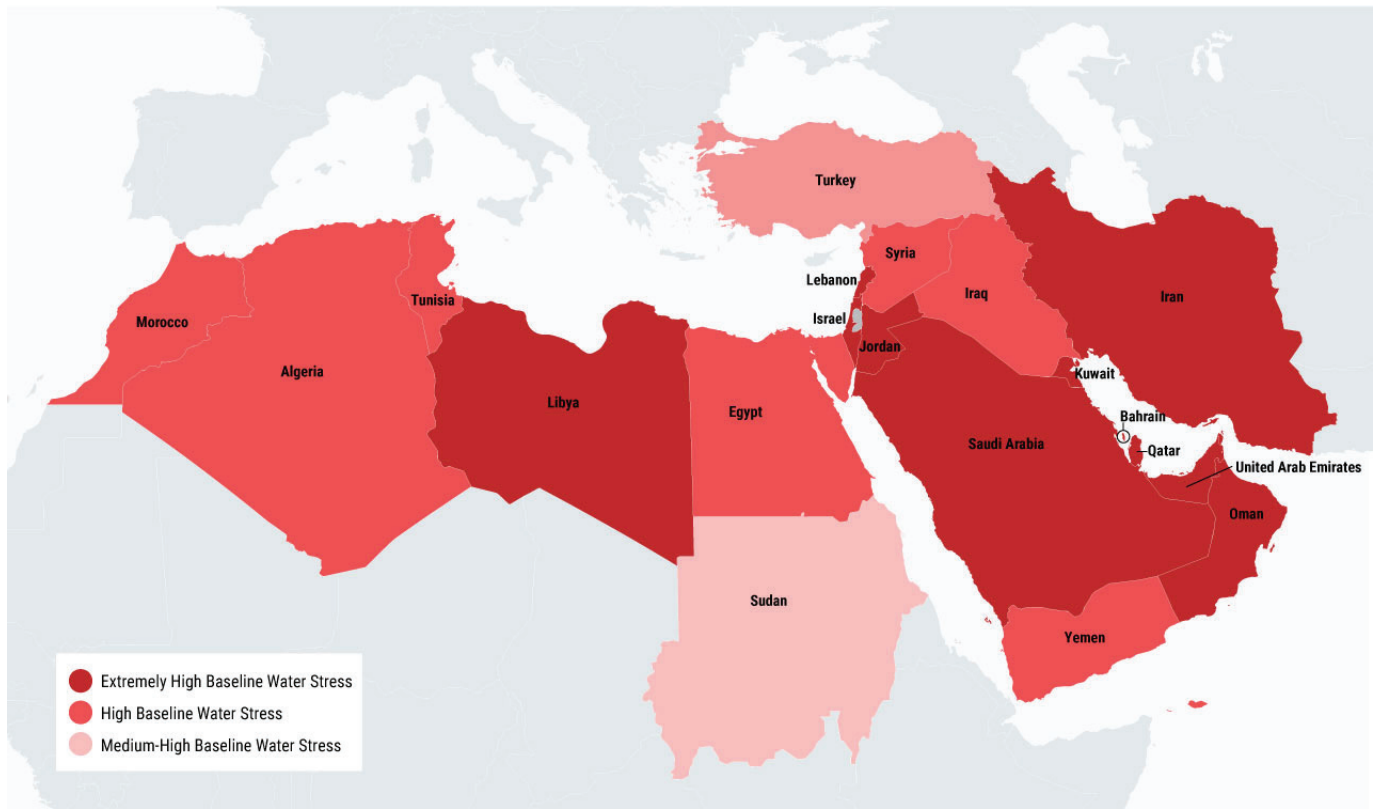 Turkey
Syria
Lebanon
Iraq
Iran
Tunisia
Israel
Morocco
Jordan
Algeria
Kuwait
Libya
Egypt
Bahrain
Saudi Arabia
Qatar
United Arab Emirates
Oman
Sudan
Yemen
Extremely High Baseline Water Stress
High Baseline Water Stress
Medium-High Baseline Water Stress